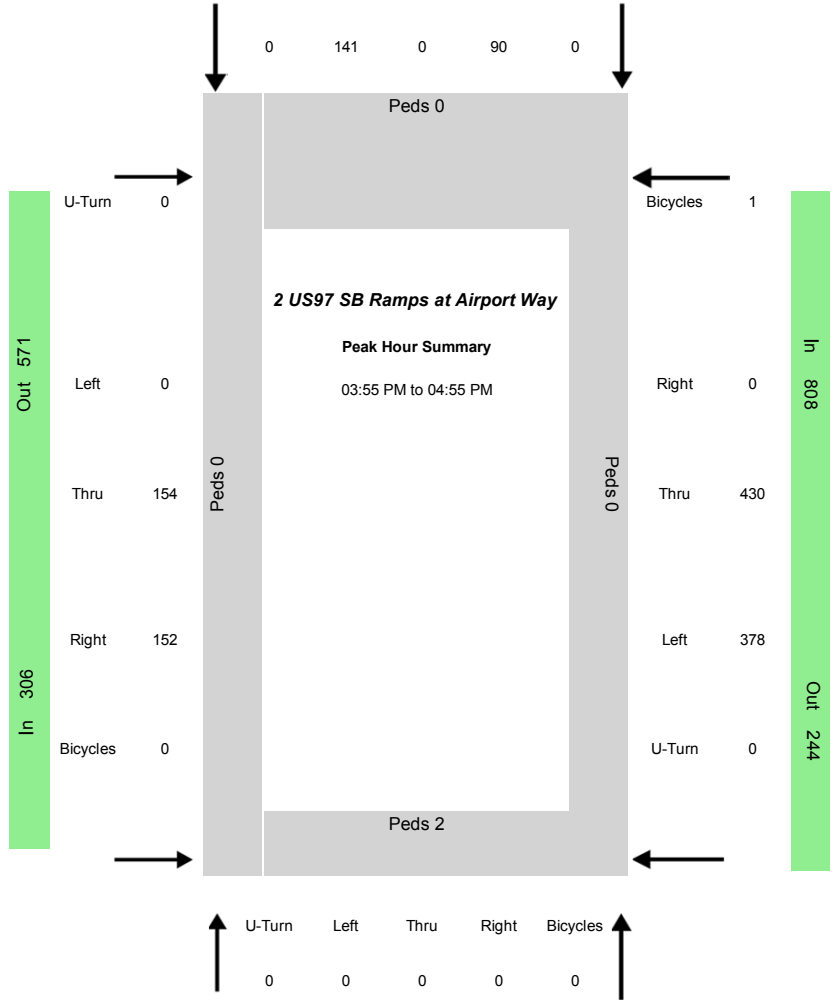 0 141 0 90 0
Peds 0
U-Turn 0
Bicycles 1
2 US97 SB Ramps at Airport Way
Peak Hour Summary
03:55 PM to 04:55 PM
Out 571
In 808
Left 0
Right 0
Peds 0
Peds 0
Thru 154
Thru 430
Right 152
Left 378
In 306
Out 244
Bicycles 0
U-Turn 0
Peds 2
U-Turn Left Thru Right Bicycles
0 0 0 0 0